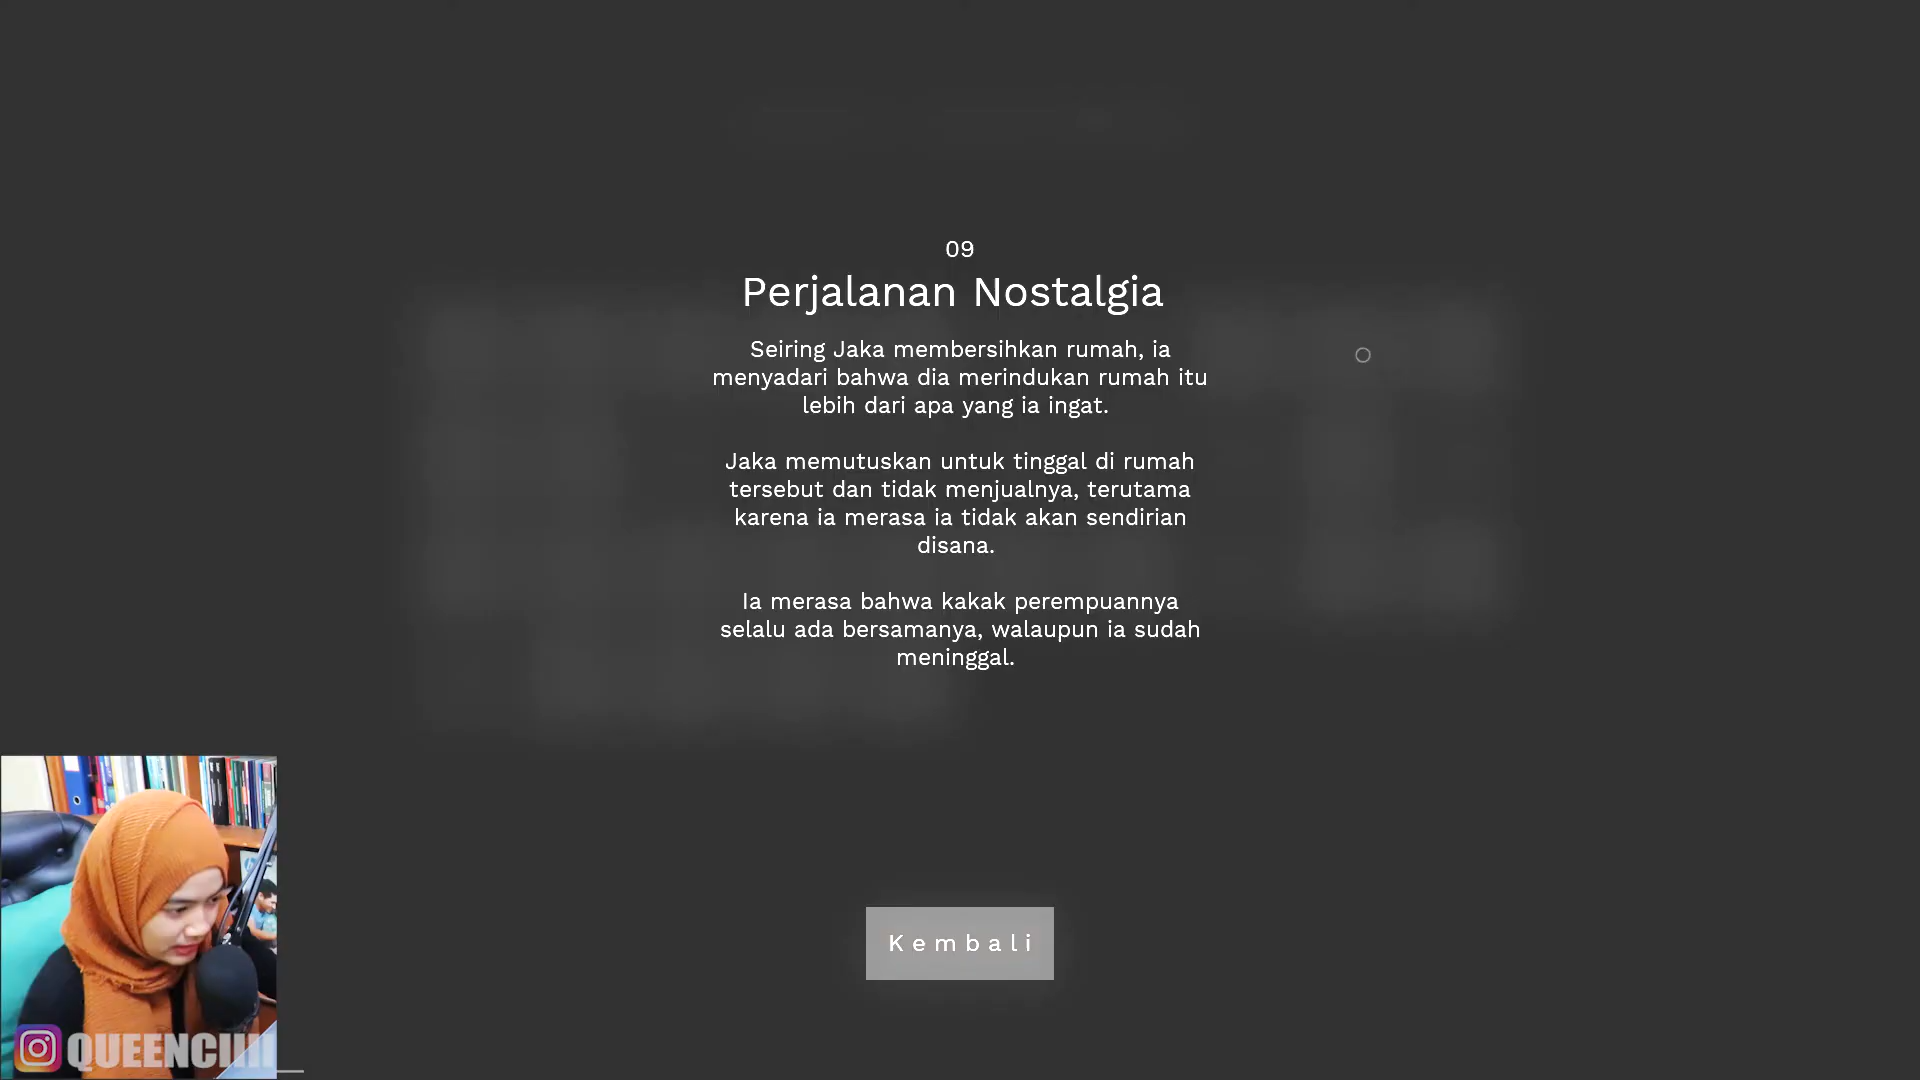 09
Perjalanan Nostalgia
Seiring Jaka membersihkan rumah, ia
menyadari bahwa dia merindukan rumah itu
lebih dari apa yang ia ingat.
Jaka memutuskan untuk tinggal di rumah
tersebut dan tidak menjualnya, terutama
karena ia merasa ia tidak akan sendirian
disana.
Ia merasa bahwa kakak perempuannya
selalu ada bersamanya, walaupun ia sudah
meninggal.
Kembali